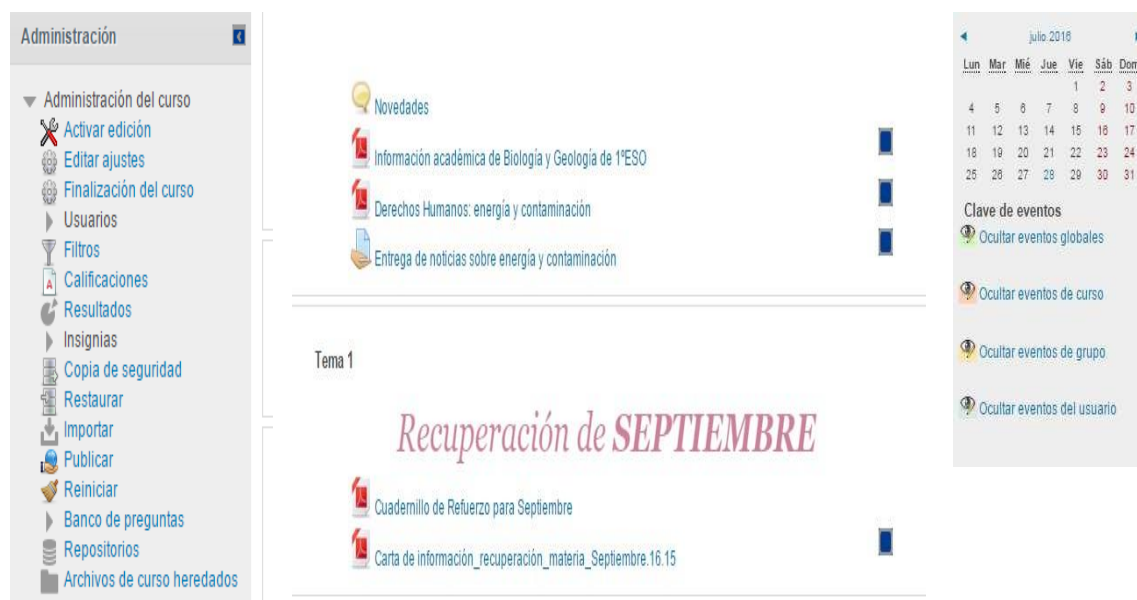 Administración
Administración del curso
Activar edición
Editar ajustes
Finalización del curso
Usuarios
Filtros
Calificaciones
Resultados
Insignias
Copia de seguridad
Restaurar
Importar
Publicar
Reiniciar
Banco de preguntas
Repositorios
Archivos de curso heredados
Novedades
Información académica de Biología y Geología de 1ºESO
Derechos Humanos: energía y contaminación
Entrega de noticias sobre energía y contaminación
Tema 1
Recuperación de SEPTIEMBRE
Cuadernillo de Refuerzo para Septiembre
Carta de información_recuperación_materia_Septiembre.16.15
julio 2016
Lun Mar Mié Jue Vie Sáb Dom
1 2 3
4 5 6 7 8 9 10
11 12 13 14 15 16 17
18 19 20 21 22 23 24
25 26 27 28 29 30 31
Clave de eventos
Ocultar eventos globales
Ocultar eventos de curso
Ocultar eventos de grupo
Ocultar eventos del usuario